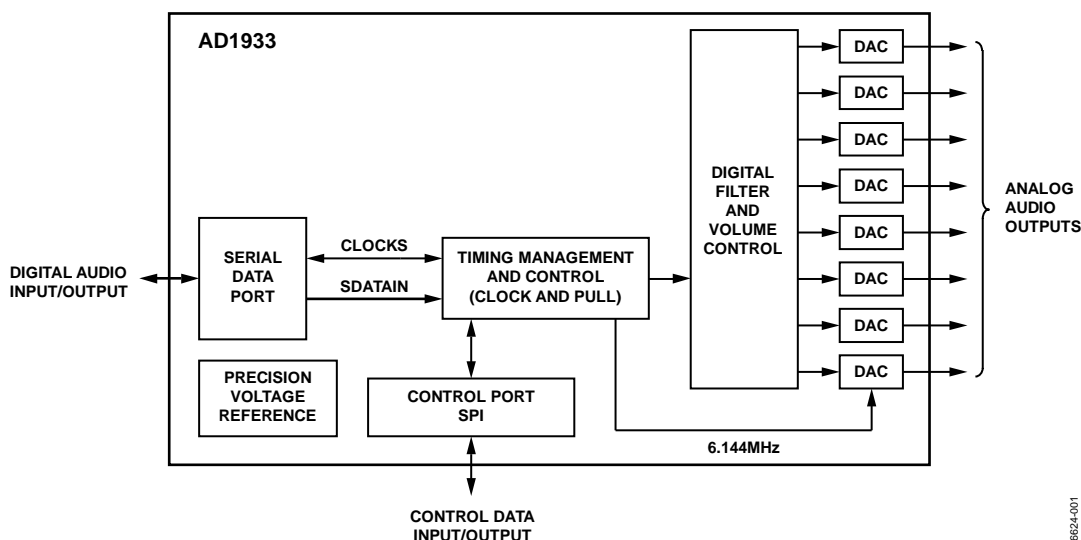 AD1933
DIGITAL AUDIO
INPUT/OUTPUT
SERIAL
DATA
PORT
CLOCKS
SDATAIN
TIMING MANAGEMENT
AND CONTROL
(CLOCK AND PULL)
PRECISION
VOLTAGE
REFERENCE
CONTROL PORT
SPI
CONTROL DATA
INPUT/OUTPUT
DIGITAL
FILTER
AND
VOLUME
CONTROL
6.144MHz
DAC
DAC
DAC
DAC
DAC
DAC
DAC
DAC
ANALOG
AUDIO
OUTPUTS
6624-001